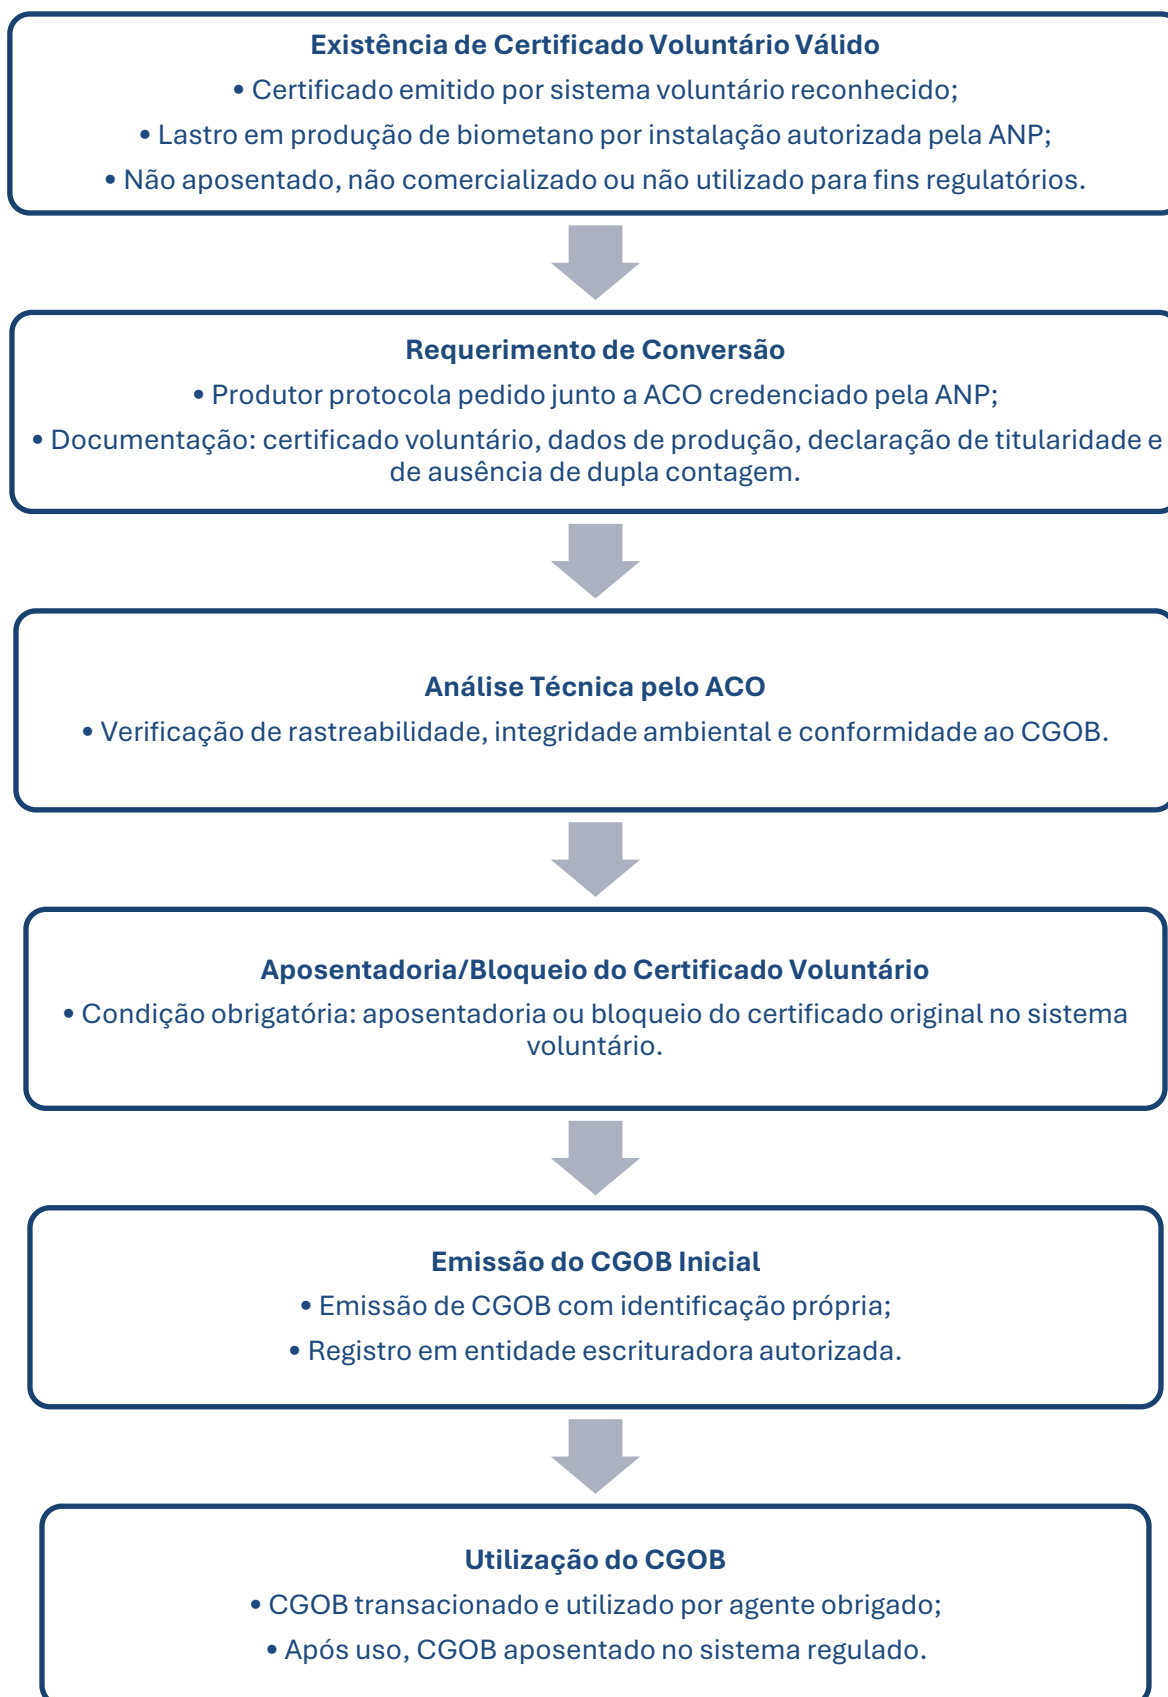 Existência de Certificado Voluntário Válido
• Certificado emitido por sistema voluntário reconhecido;
• Lastro em produção de biometano por instalação autorizada pela ANP;
• Não aposentado, não comercializado ou não utilizado para fins regulatórios.
Requerimento de Conversão
• Produtor protocola pedido junto a ACO credenciado pela ANP;
• Documentação: certificado voluntário, dados de produção, declaração de titularidade e
de ausência de dupla contagem.
Análise Técnica pelo ACO
• Verificação de rastreabilidade, integridade ambiental e conformidade ao CGOB.
Aposentadoria/Bloqueio do Certificado Voluntário
• Condição obrigatória: aposentadoria ou bloqueio do certificado original no sistema
voluntário.
Emissão do CGOB Inicial
• Emissão de CGOB com identificação própria;
• Registro em entidade escrituradora autorizada.
Utilização do CGOB
• CGOB transacionado e utilizado por agente obrigado;
• Após uso, CGOB aposentado no sistema regulado.